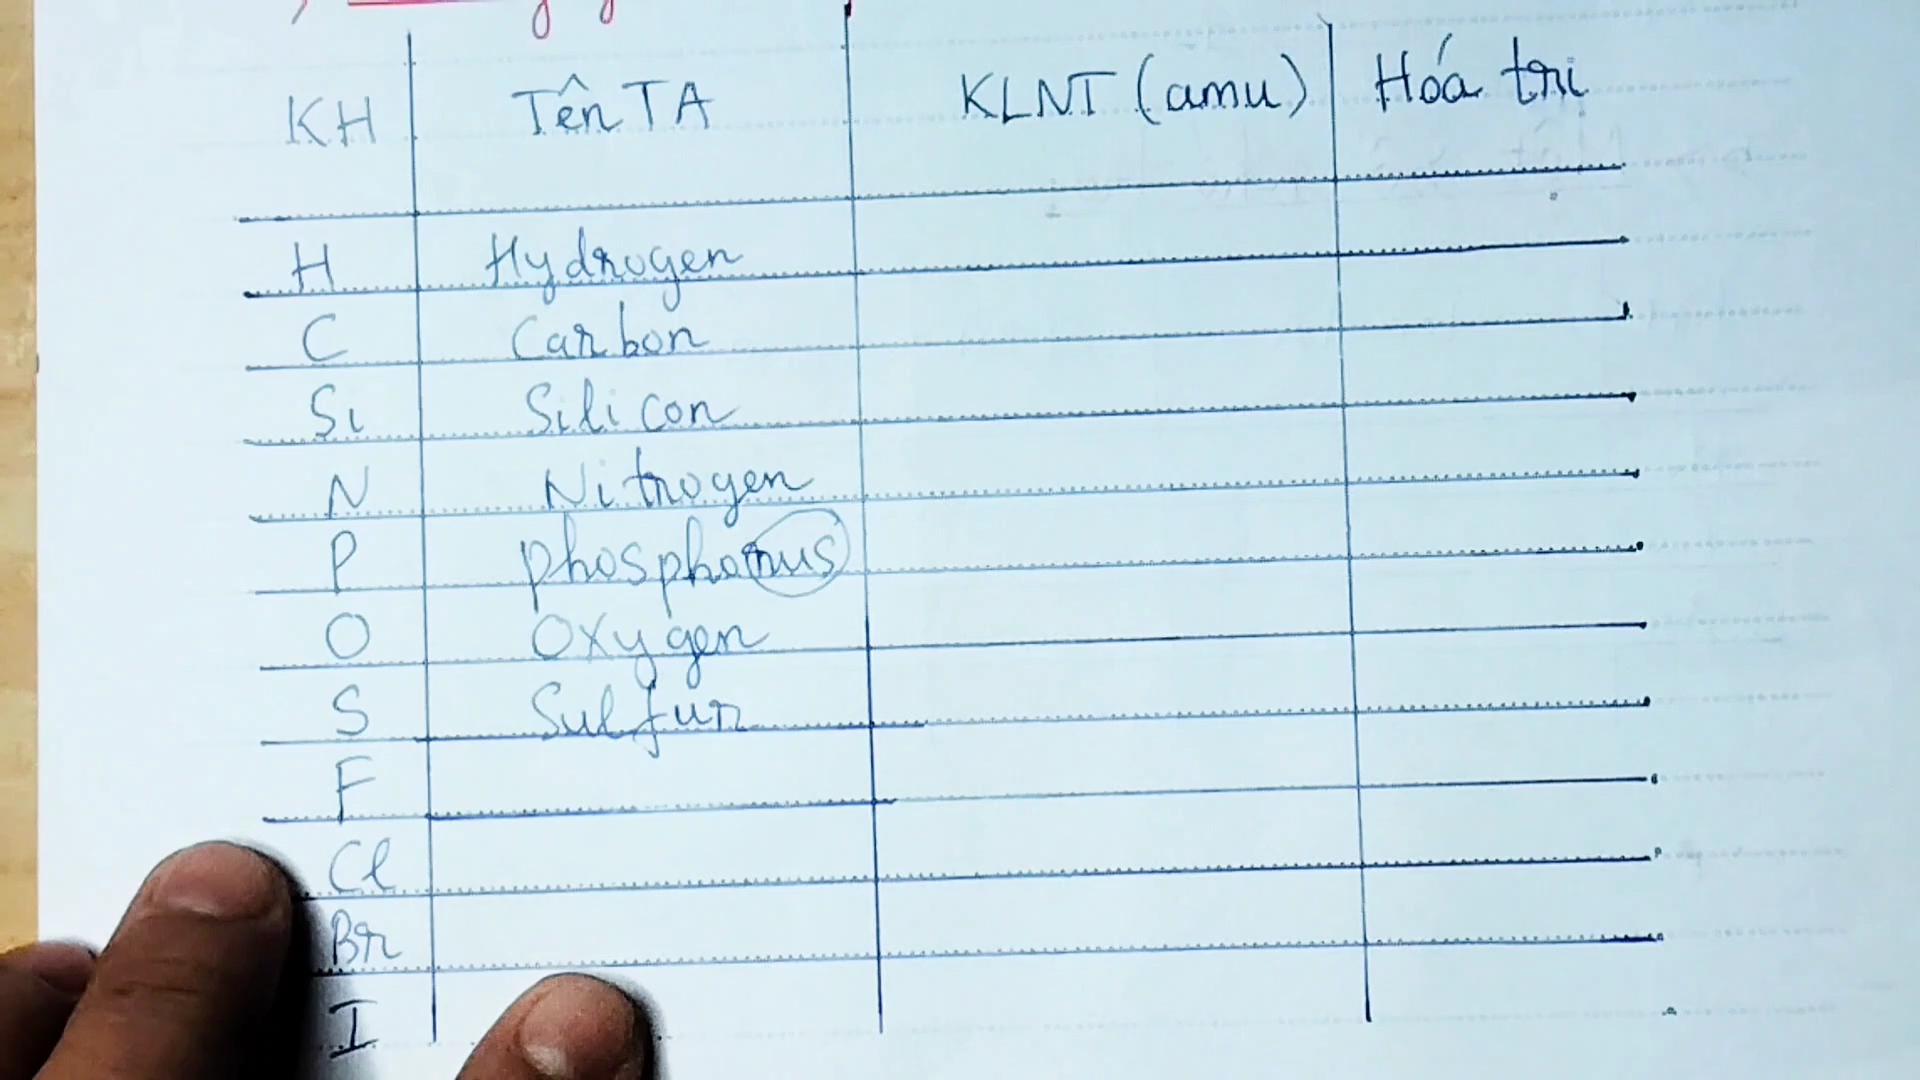 KH Tên TA KLNT (amu) Hóa trị
H Hydrogen
C Carbon
Si Silicon
N Nitrogen
P phosphorus
O Oxygen
S Sulfur
F
Cl
Br
I